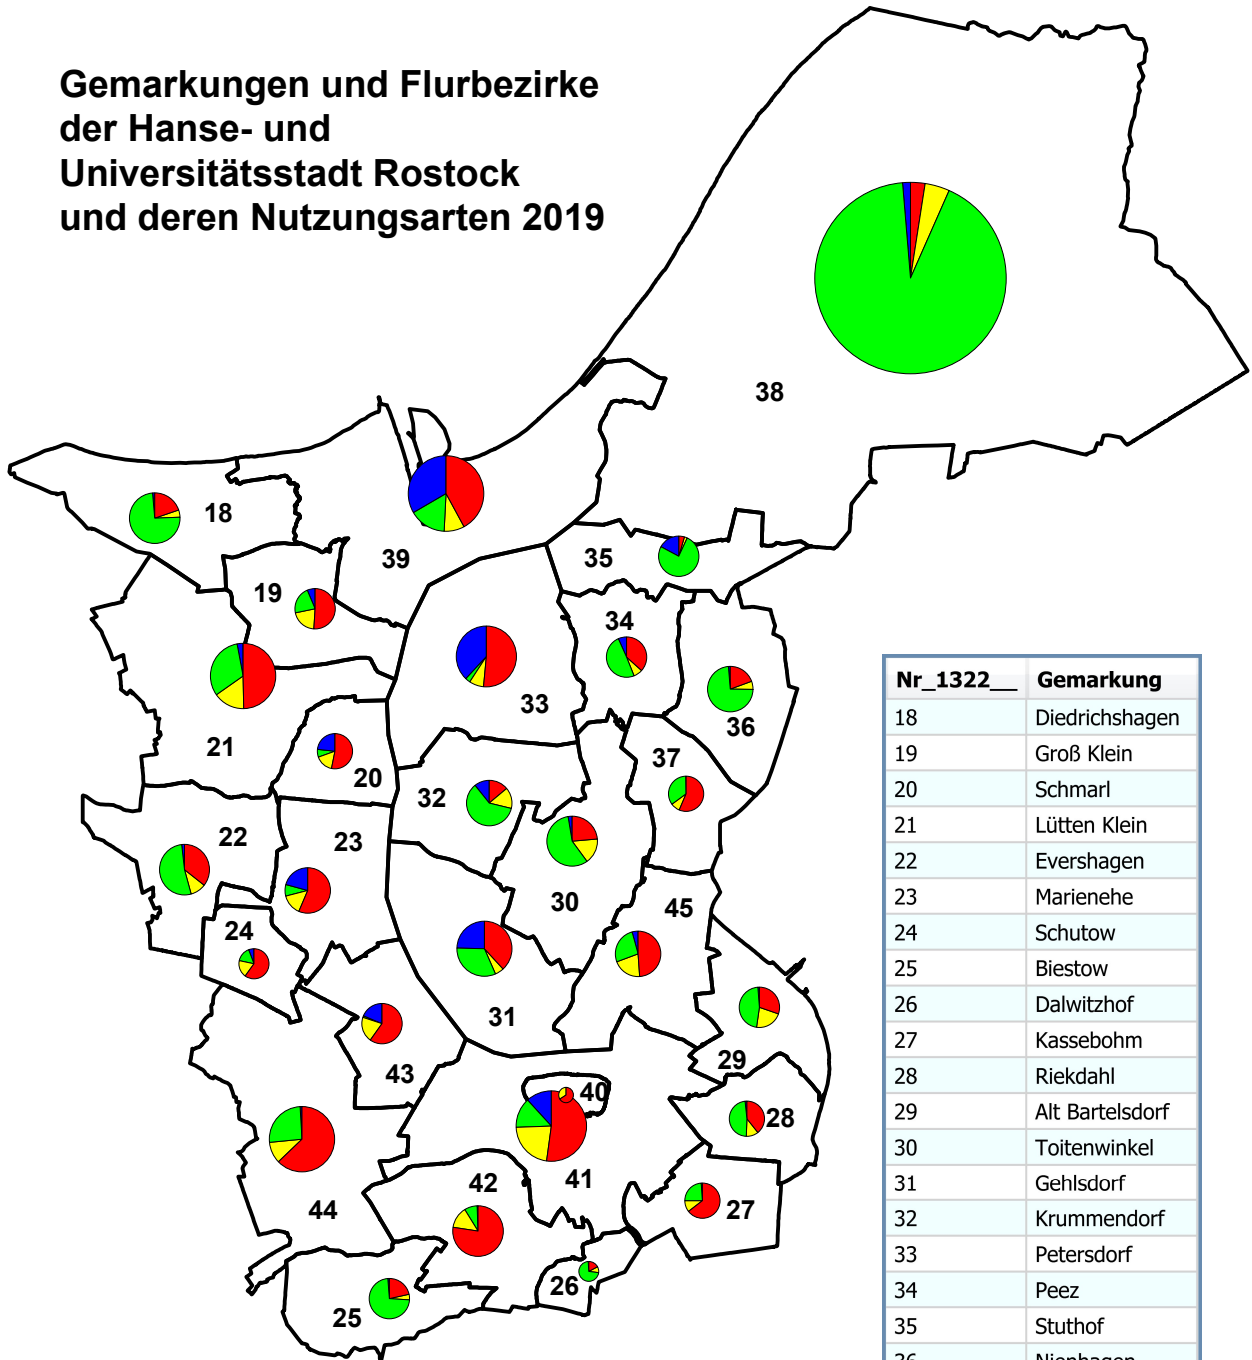 Gemarkungen und Flurbezirke
der Hanse- und
Universitätsstadt Rostock
und deren Nutzungsarten 2019
38
18
39
35
19
34
33
36
21
37
20
32
22
23
30
45
24
31
29
43
40
28
41
42
44
27
26
25
Nr_1322__ Gemarkung
18 Diedrichshagen
19 Groß Klein
20 Schmarl
21 Lütten Klein
22 Evershagen
23 Marienehe
24 Schutow
25 Biestow
26 Dalwitzhof
27 Kassebohm
28 Riekdahl
29 Alt Bartelsdorf
30 Toitenwinkel
31 Gehlsdorf
32 Krummendorf
33 Petersdorf
34 Peez
35 Stuthof
36 Nienhagen